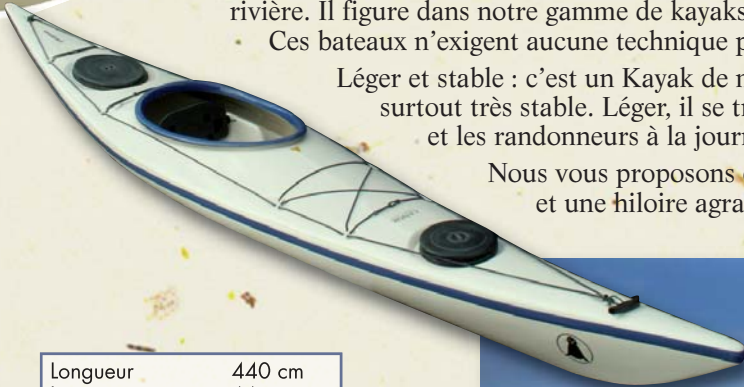 rivière. Il figure dans notre gamme de kayaks
Ces bateaux n'exigent aucune technique
Léger et stable : c'est un Kayak de
surtout très stable. Léger, il se
et les randonneurs à la
Nous vous proposons
et une hiloire
Longueur 440 cm